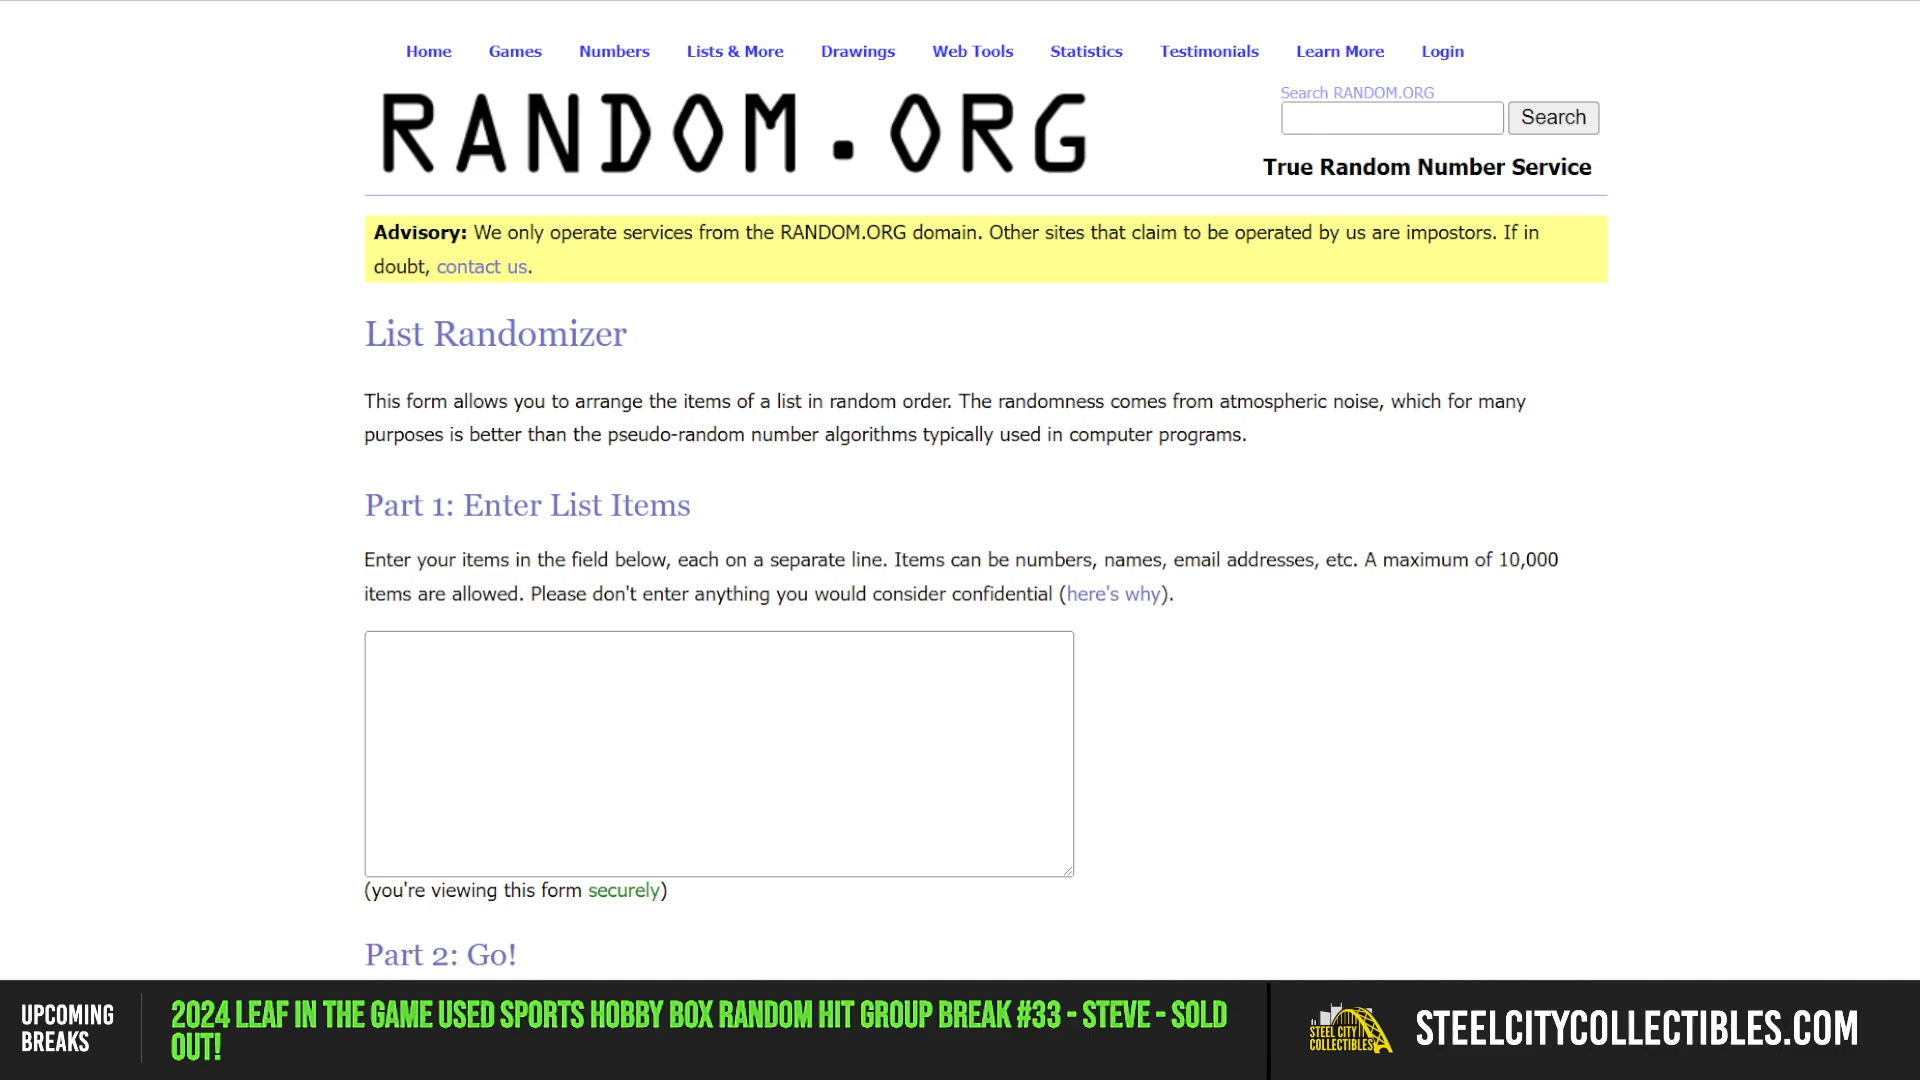 Home Games Numbers Lists & More Drawings Web Tools Statistics Testimonials Learn More Login
RANDOM.ORG
Search RANDOM.ORG
Search
True Random Number Service
Advisory: We only operate services from the RANDOM.ORG domain. Other sites that claim to be operated by us are impostors. If in
doubt, contact us.
List Randomizer
This form allows you to arrange the items of a list in random order. The randomness comes from atmospheric noise, which for many
purposes is better than the pseudo-random number algorithms typically used in computer programs.
Part 1: Enter List Items
Enter your items in the field below, each on a separate line. Items can be numbers, names, email addresses, etc. A maximum of 10,000
items are allowed. Please don't enter anything you would consider confidential (here's why).
(you're viewing this form securely)
Part 2: Go!
UPCOMING
BREAKS
2024 LEAF IN THE GAME USED SPORTS HOBBY BOX RANDOM HIT GROUP BREAK #33 - STEVE - SOLD
OUT!
STEEL CITY
COLLECTIBLES
STEELCITYCOLLECTIBLES.COM